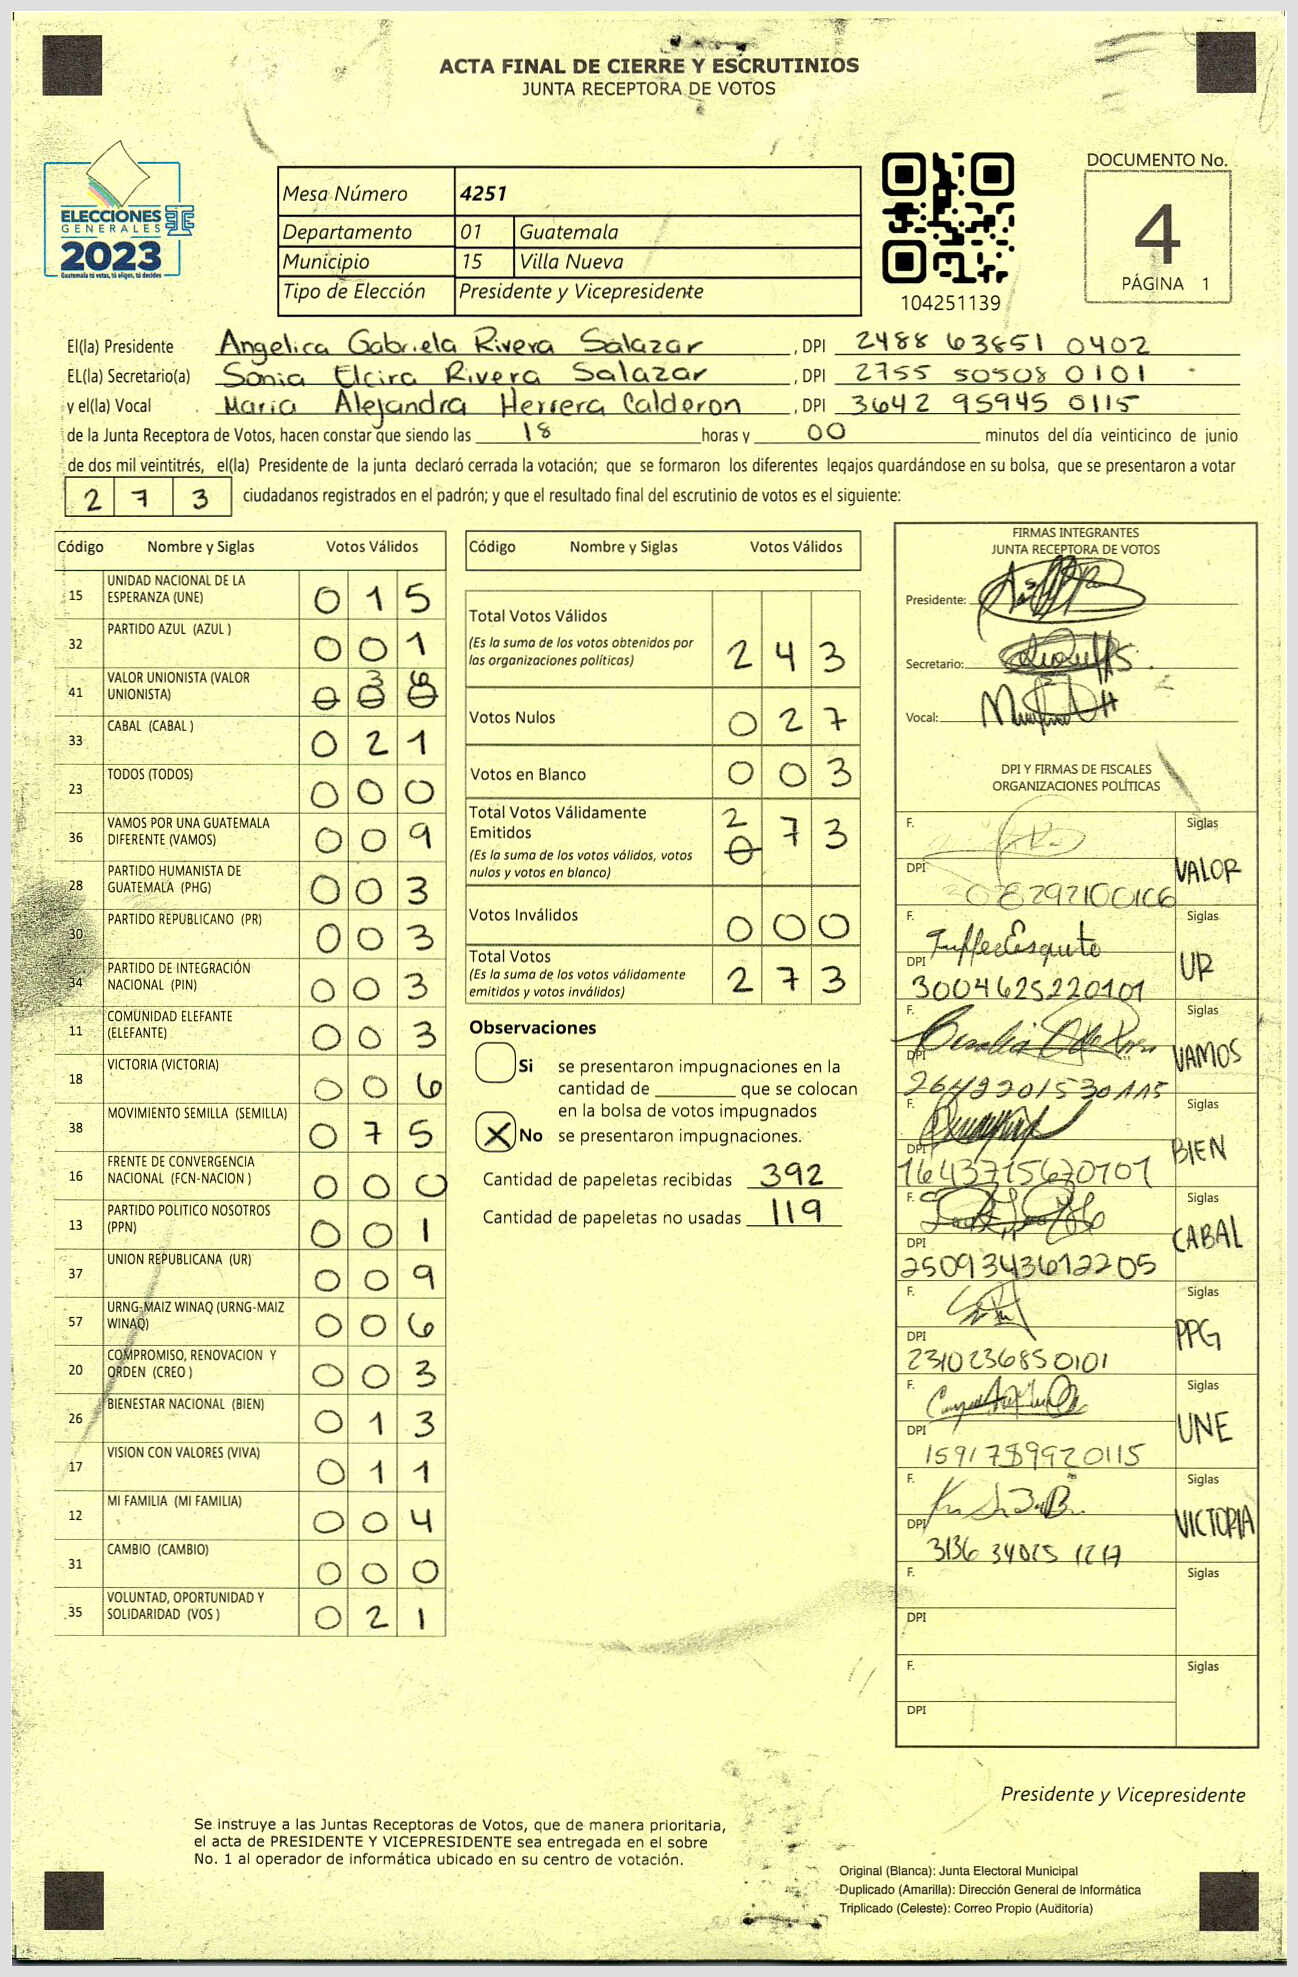 ACTA FINAL DE CIERRE Y ESCRUTINIOS
JUNTA RECEPTORA DE VOTOS
ELECCIONES
GENERALES
2023
Guatemala tú votas, tú eliges, tú decides
Mesa Número 4251
Departamento 01 Guatemala
Municipio 15 Villa Nueva
Tipo de Elección Presidente y Vicepresidente
104251139
DOCUMENTO No.
4
PÁGINA 1
El(la) Presidente Angelica Gabriela Rivera Salazar , DPI 2488 63851 0402
EL(la) Secretario(a) Sonia Elcira Rivera Salazar , DPI 2755 50508 0101
y el(la) Vocal Maria Alejandra Herrera Calderon , DPI 3642 95945 0115
de la Junta Receptora de Votos, hacen constar que siendo las 18 horas y 00 minutos del día veinticinco de junio
de dos mil veintitrés, el(la) Presidente de la junta declaró cerrada la votación; que se formaron los diferentes legajos guardándose en su bolsa, que se presentaron a votar
2 7 3 ciudadanos registrados en el padrón; y que el resultado final del escrutinio de votos es el siguiente:
Código Nombre y Siglas Votos Válidos
15 UNIDAD NACIONAL DE LA ESPERANZA (UNE) 0 1 5
32 PARTIDO AZUL (AZUL ) 0 0 1
41 VALOR UNIONISTA (VALOR UNIONISTA) 0 3 6
33 CABAL (CABAL ) 0 2 1
23 TODOS (TODOS) 0 0 0
36 VAMOS POR UNA GUATEMALA DIFERENTE (VAMOS) 0 0 9
28 PARTIDO HUMANISTA DE GUATEMALA (PHG) 0 0 3
30 PARTIDO REPUBLICANO (PR) 0 0 3
34 PARTIDO DE INTEGRACIÓN NACIONAL (PIN) 0 0 3
11 COMUNIDAD ELEFANTE (ELEFANTE) 0 0 3
18 VICTORIA (VICTORIA) 0 0 6
38 MOVIMIENTO SEMILLA (SEMILLA) 0 7 5
16 FRENTE DE CONVERGENCIA NACIONAL (FCN-NACION ) 0 0 0
13 PARTIDO POLITICO NOSOTROS (PPN) 0 0 1
37 UNION REPUBLICANA (UR) 0 0 9
57 URNG-MAIZ WINAQ (URNG-MAIZ WINAQ) 0 0 6
20 COMPROMISO, RENOVACION Y ORDEN (CREO ) 0 0 3
26 BIENESTAR NACIONAL (BIEN) 0 1 3
17 VISION CON VALORES (VIVA) 0 1 1
12 MI FAMILIA (MI FAMILIA) 0 0 4
31 CAMBIO (CAMBIO) 0 0 0
35 VOLUNTAD, OPORTUNIDAD Y SOLIDARIDAD (VOS ) 0 2 1
Código Nombre y Siglas Votos Válidos
Total Votos Válidos
(Es la suma de los votos obtenidos por
las organizaciones políticas) 2 4 3
Votos Nulos 0 2 7
Votos en Blanco 0 0 3
Total Votos Válidamente
Emitidos 2 7 3
(Es la suma de los votos válidos, votos
nulos y votos en blanco)
Votos Inválidos 0 0 0
Total Votos
(Es la suma de los votos válidamente
emitidos y votos inválidos) 2 7 3
Observaciones
Si se presentaron impugnaciones en la
cantidad de ________ que se colocan
en la bolsa de votos impugnados
X No se presentaron impugnaciones.
Cantidad de papeletas recibidas 392
Cantidad de papeletas no usadas 119
FIRMAS INTEGRANTES
JUNTA RECEPTORA DE VOTOS
Presidente:
Secretario:
Vocal:
DPI Y FIRMAS DE FISCALES
ORGANIZACIONES POLÍTICAS
F. Siglas
DPI VALOR
F. Siglas
DPI 3004625220101 UR
F. Siglas
DPI 2642201530115 VAMOS
F. Siglas
DPI 1643715670101 BIEN
F. Siglas
DPI 2509343612205 CABAL
F. Siglas
DPI 2310236850101 PPG
F. Siglas
DPI 1591789920115 UNE
F. Siglas
DPI VICTORIA
F. Siglas
DPI
F. Siglas
DPI
Presidente y Vicepresidente
Se instruye a las Juntas Receptoras de Votos, que de manera prioritaria,
el acta de PRESIDENTE Y VICEPRESIDENTE sea entregada en el sobre
No. 1 al operador de informática ubicado en su centro de votación.
Original (Blanca): Junta Electoral Municipal
Duplicado (Amarilla): Dirección General de Informática
Triplicado (Celeste): Correo Propio (Auditoría)